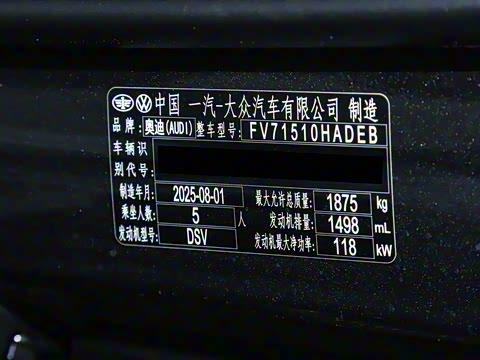 中国 一汽-大众汽车有限公司 制造
品牌: 奥迪(AUDI) 整车型号: FV71510HADEB
车辆识
别代号:
制造年月: 2025-08-01 最大允许总质量: 1875 kg
乘坐人数: 5 人 发动机排量: 1498 mL
发动机型号: DSV 发动机最大净功率: 118 kW